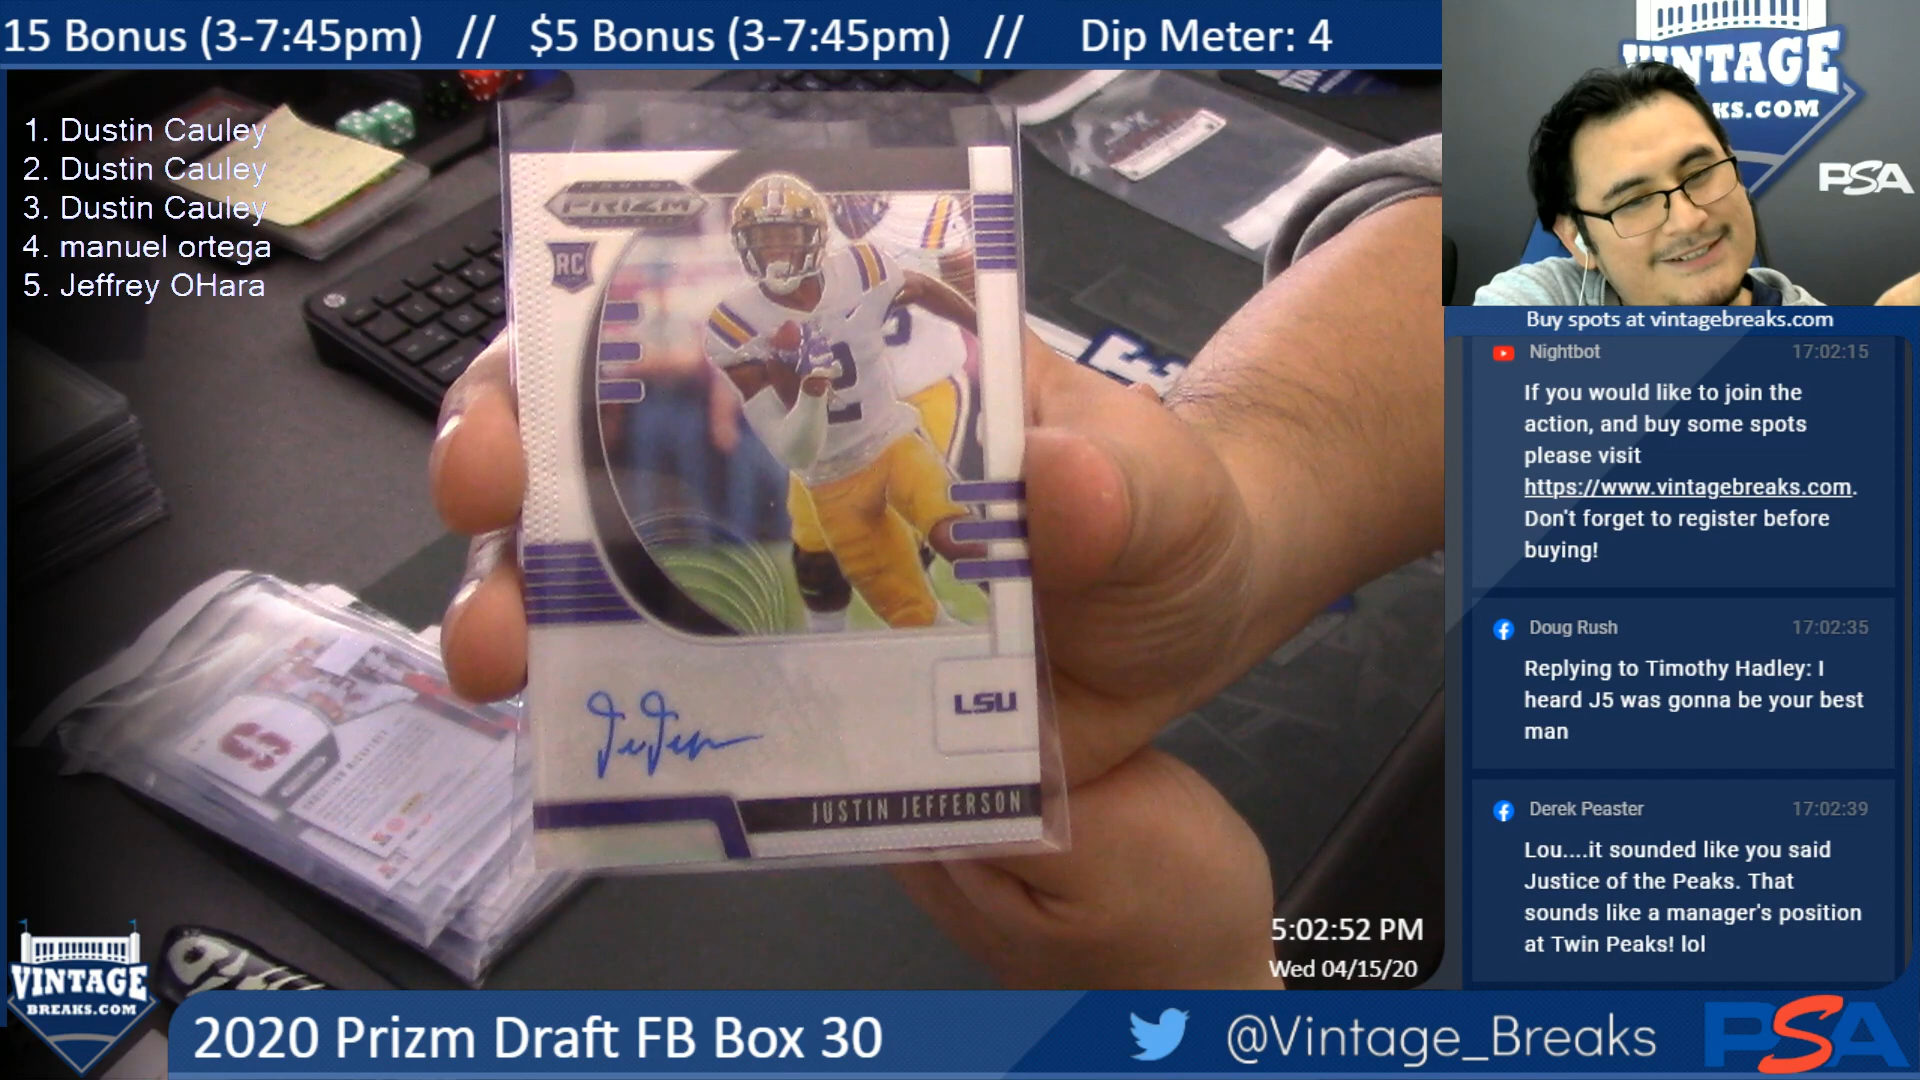 15 Bonus (3-7:45pm) // $5 Bonus (3-7:45pm) // Dip Meter: 4
1. Dustin Cauley
2. Dustin Cauley
3. Dustin Cauley
4. manuel ortega
5. Jeffrey OHara
PRIZM
RC
2
LSU
JUSTIN JEFFERSON
VINTAGE
KS.COM
PSA
Buy spots at vintagebreaks.com
Nightbot 17:02:15
If you would like to join the
action, and buy some spots
please visit
https://www.vintagebreaks.com.
Don't forget to register before
buying!
Doug Rush 17:02:35
Replying to Timothy Hadley: I
heard J5 was gonna be your best
man
Derek Peaster 17:02:39
Lou....it sounded like you said
Justice of the Peaks. That
sounds like a manager's position
at Twin Peaks! lol
5:02:52 PM
Wed 04/15/20
VINTAGE
BREAKS.COM
2020 Prizm Draft FB Box 30
@Vintage_Breaks
PSA